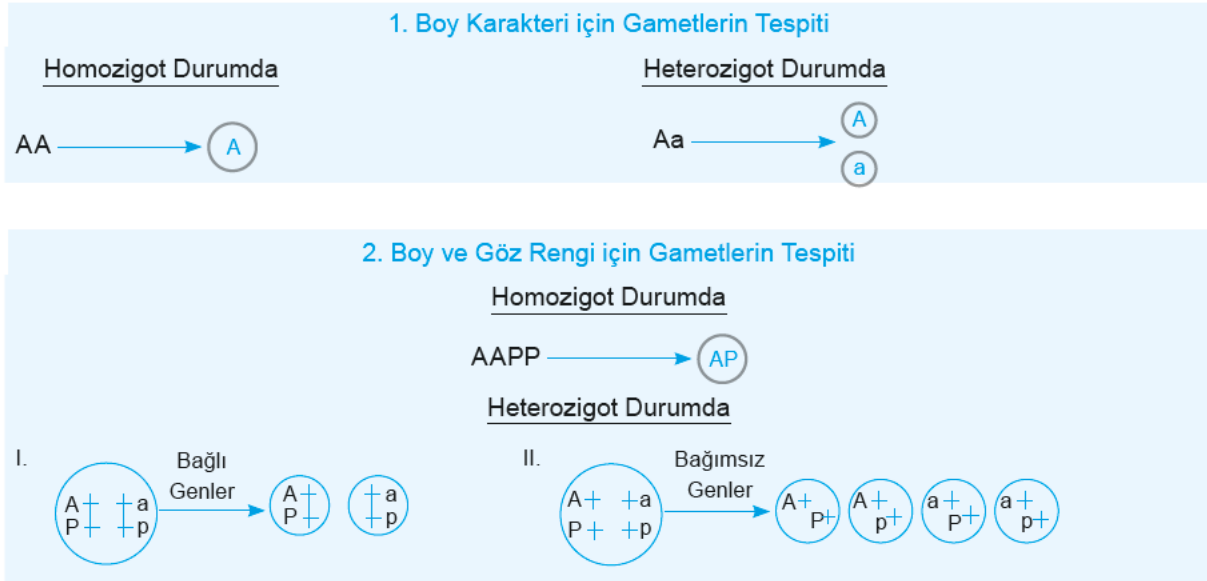 1. Boy Karakteri için Gametlerin Tespiti
Homozigot Durumda
Heterozigot Durumda
AA
A
Aa
A
a
2. Boy ve Göz Rengi için Gametlerin Tespiti
Homozigot Durumda
AAPP
AP
Heterozigot Durumda
I.
A a
P p
Bağlı
Genler
A
P
a
p
II.
A a
P p
Bağımsız
Genler
A
P
A
p
a
P
a
p